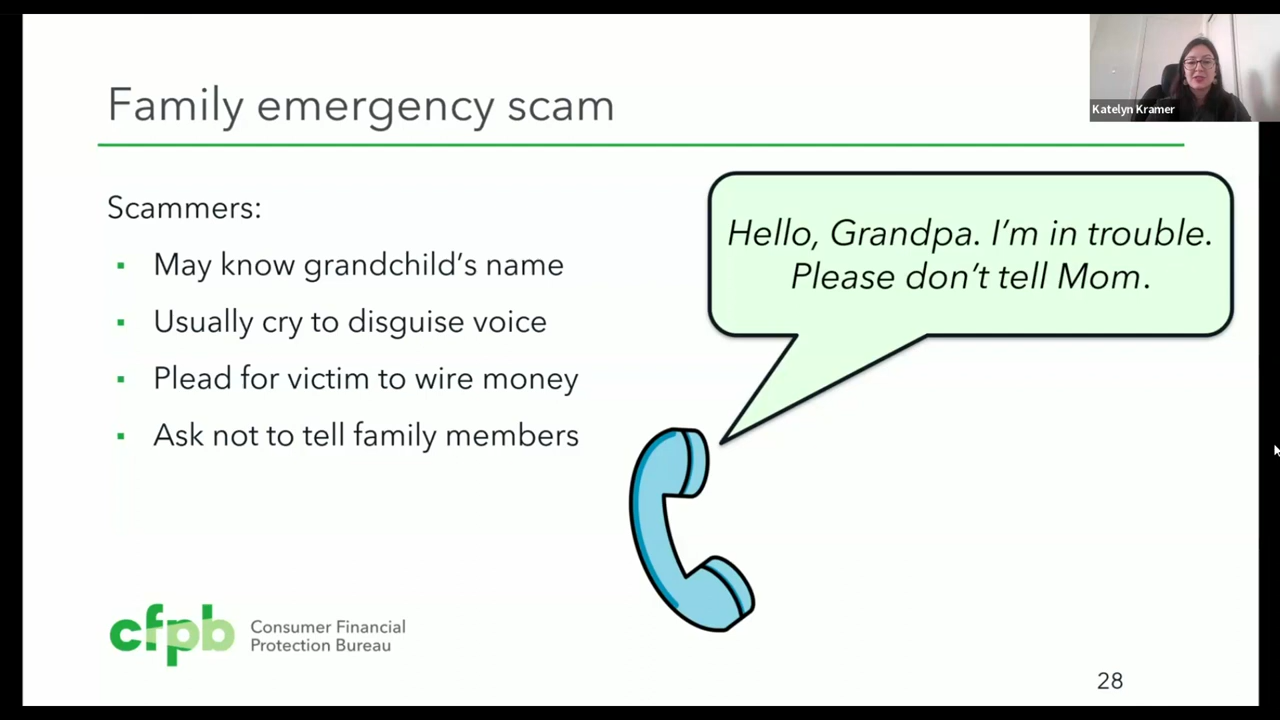 Family emergency scam
Katelyn Kramer
Scammers:
▪ May know grandchild’s name
▪ Usually cry to disguise voice
▪ Plead for victim to wire money
▪ Ask not to tell family members
Hello, Grandpa. I’m in trouble.
Please don’t tell Mom.
cfpb
Consumer Financial
Protection Bureau
28